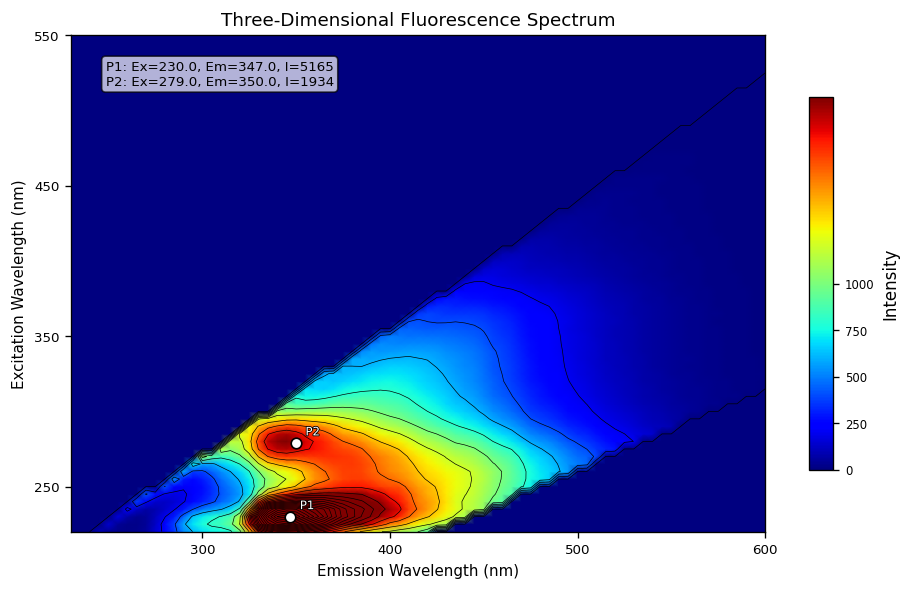 Three-Dimensional Fluorescence Spectrum
550
450
350
250
Excitation Wavelength (nm)
P1: Ex=230.0, Em=347.0, I=5165
P2: Ex=279.0, Em=350.0, I=1934
P2
P1
300
400
500
600
Emission Wavelength (nm)
1000
750
500
250
0
Intensity